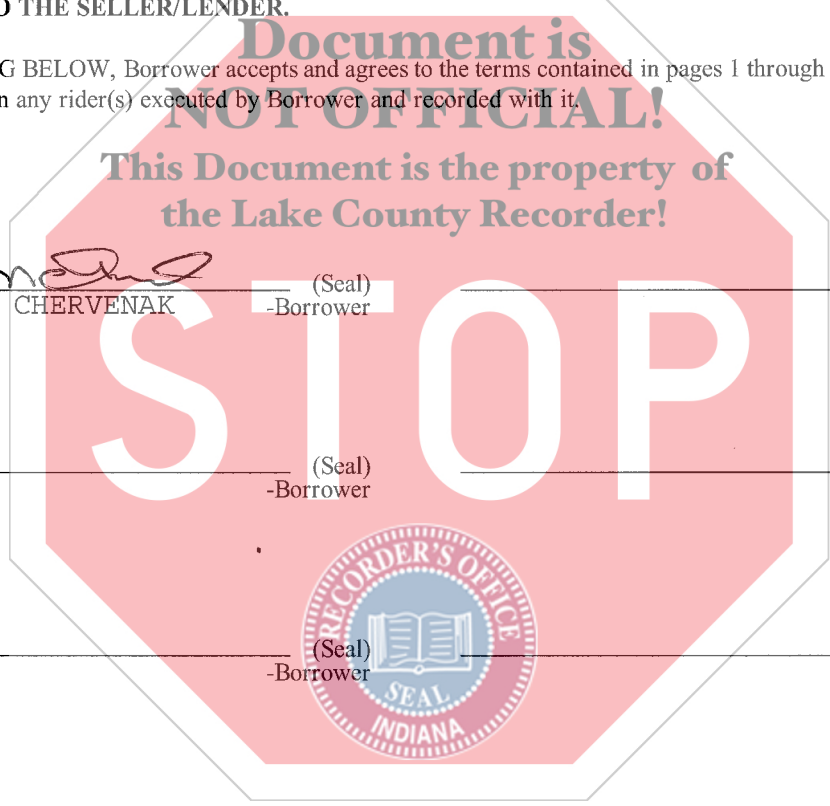 O THE SELLER/LENDER.
Document is
G BELOW, Borrower accepts and agrees to the terms contained in pages 1 through
n any rider(s) executed by Borrower and recorded with it.
NOT OFFICIAL!
This Document is the property of
the Lake County Recorder!
(Seal)
CHERVENAK -Borrower
STOP
(Seal)
-Borrower
RECORDER'S OFFICE
(Seal)
-Borrower
SEAL
INDIANA